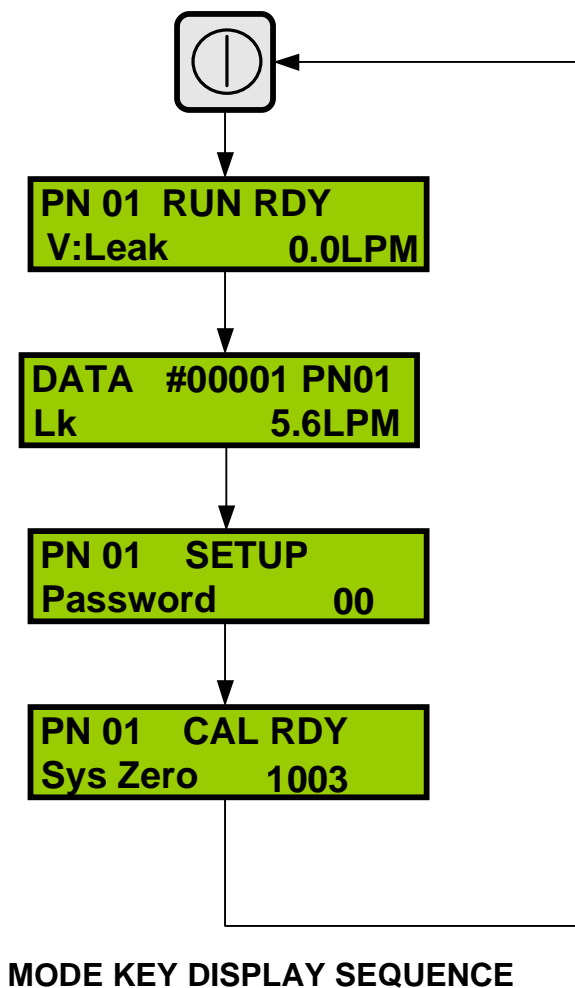 PN 01 RUN RDY
V:Leak 0.0LPM
DATA #00001 PN01
Lk 5.6LPM
PN 01 SETUP
Password 00
PN 01 CAL RDY
Sys Zero 1003
MODE KEY DISPLAY SEQUENCE